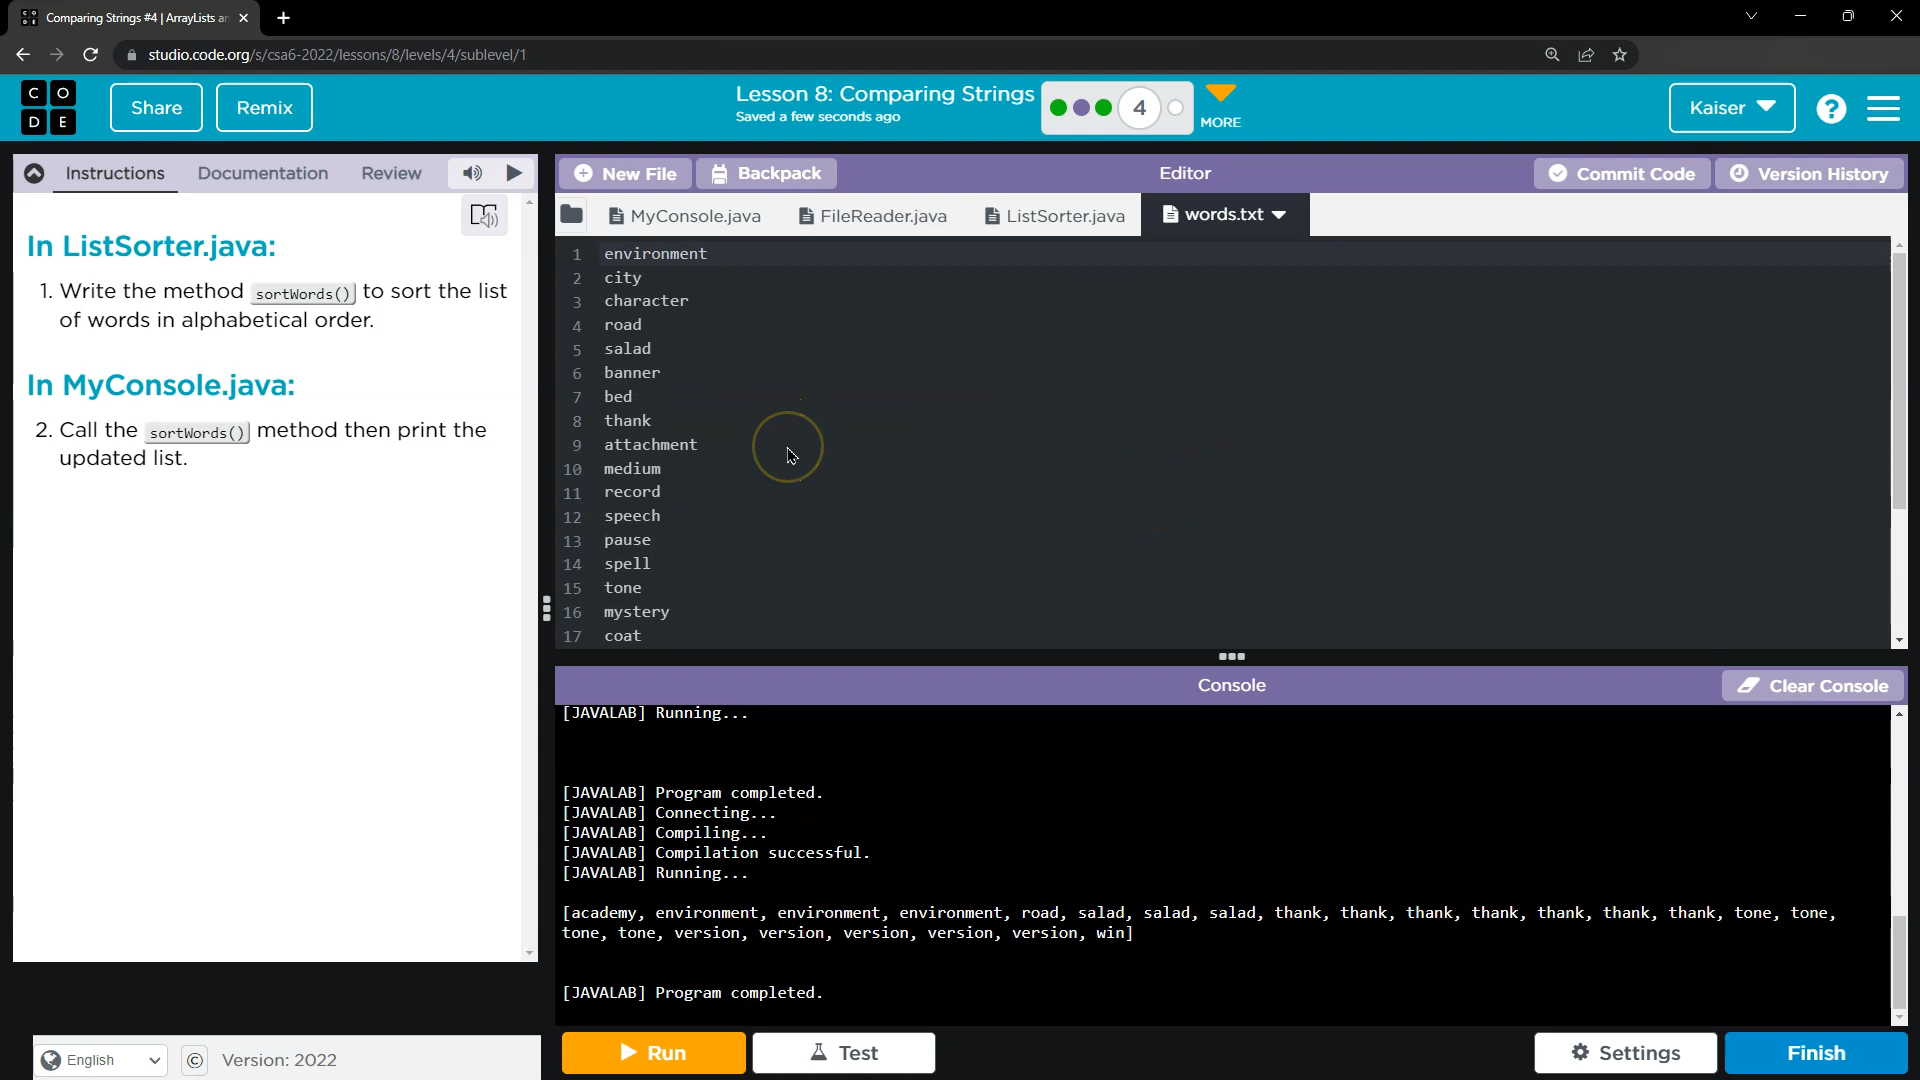 Comparing Strings #4 | ArrayLists a
studio.code.org/s/csa6-2022/lessons/8/levels/4/sublevel/1
C O
D E
Share
Remix
Lesson 8: Comparing Strings
Saved a few seconds ago
4
MORE
Kaiser
?
Instructions
Documentation
Review
New File
Backpack
Editor
Commit Code
Version History
MyConsole.java
FileReader.java
ListSorter.java
words.txt
In ListSorter.java:
1. Write the method sortWords() to sort the list
of words in alphabetical order.
In MyConsole.java:
2. Call the sortWords() method then print the
updated list.
1 environment
2 city
3 character
4 road
5 salad
6 banner
7 bed
8 thank
9 attachment
10 medium
11 record
12 speech
13 pause
14 spell
15 tone
16 mystery
17 coat
Console
Clear Console
[JAVALAB] Running...
[JAVALAB] Program completed.
[JAVALAB] Connecting...
[JAVALAB] Compiling...
[JAVALAB] Compilation successful.
[JAVALAB] Running...
[academy, environment, environment, environment, road, salad, salad, salad, thank, thank, thank, thank, thank, thank, thank, tone, tone,
tone, tone, version, version, version, version, version, win]
[JAVALAB] Program completed.
English
©
Version: 2022
Run
Test
Settings
Finish